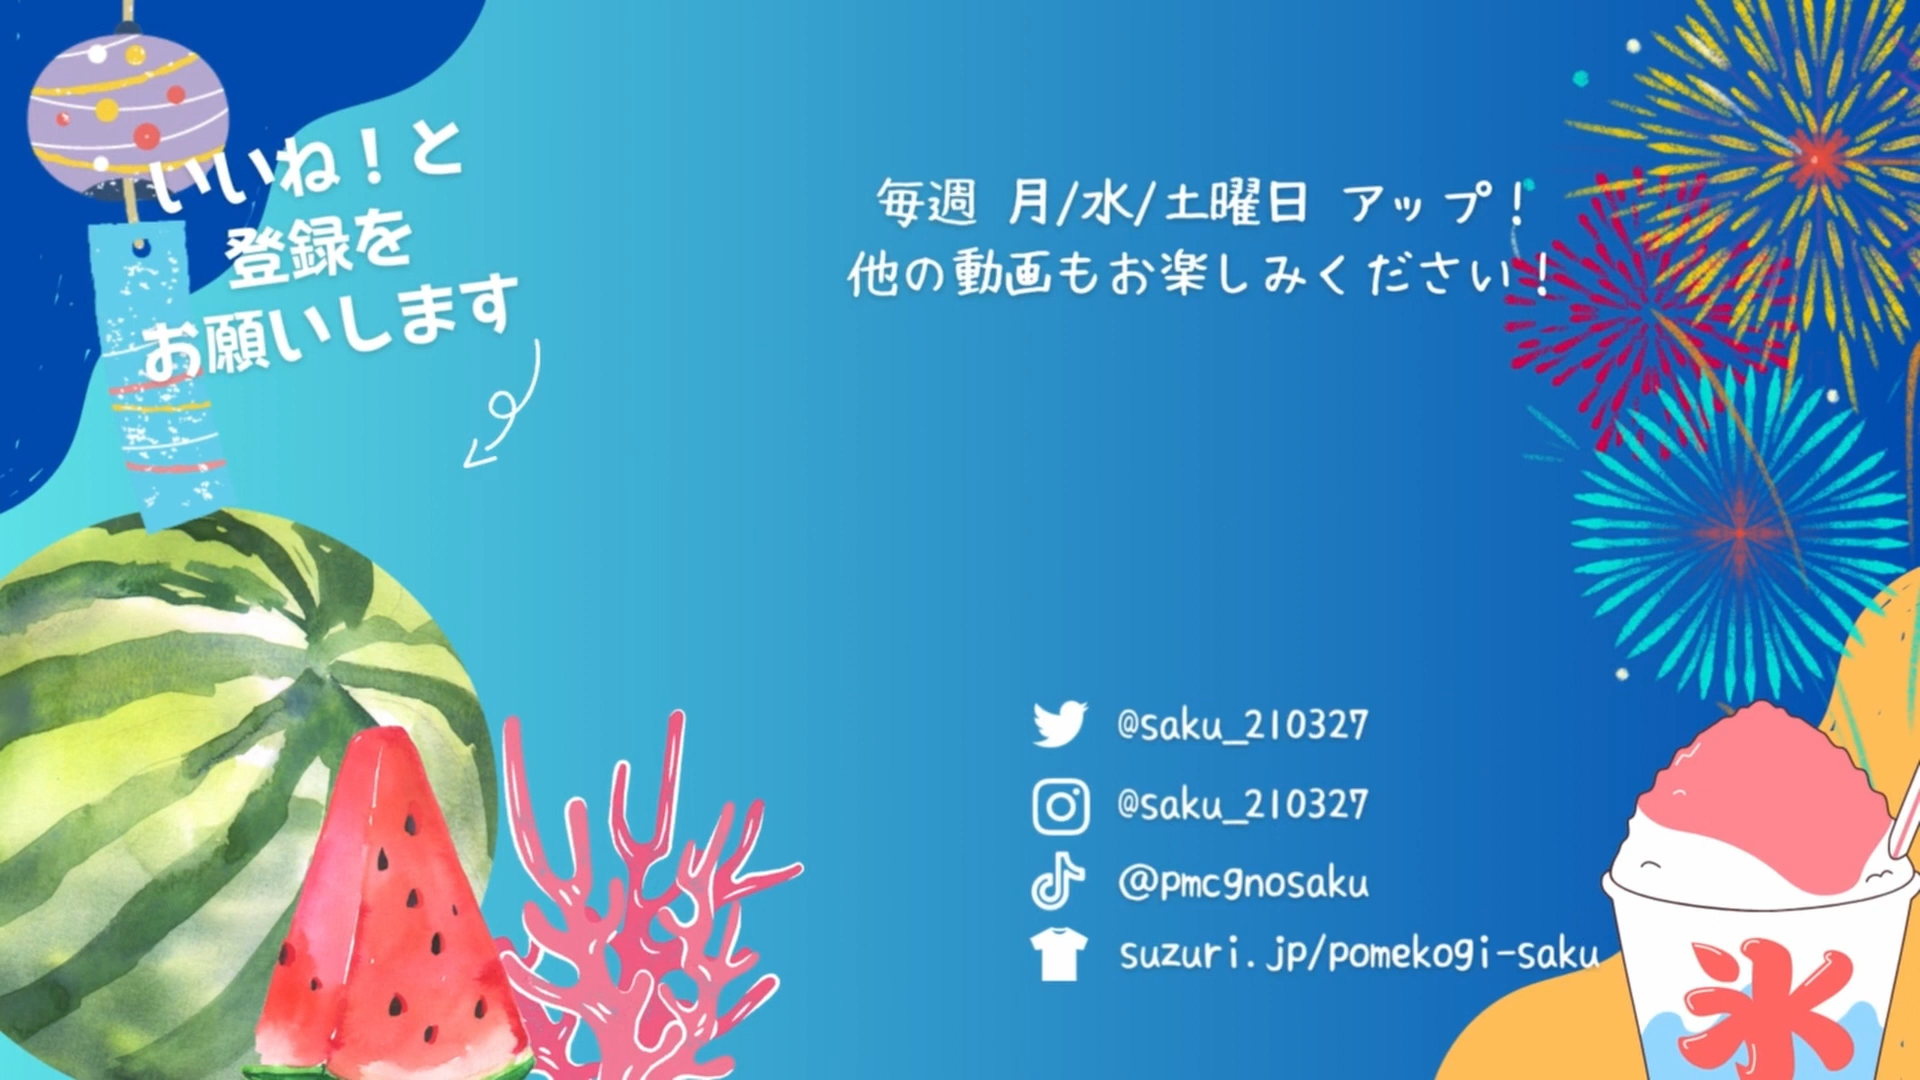 いいね！と
登録を
お願いします
毎週 月/水/土曜日 アップ！
他の動画もお楽しみください！
@saku_210327
@saku_210327
@pmcgnosaku
suzuri.jp/pomekogi-saku
氷